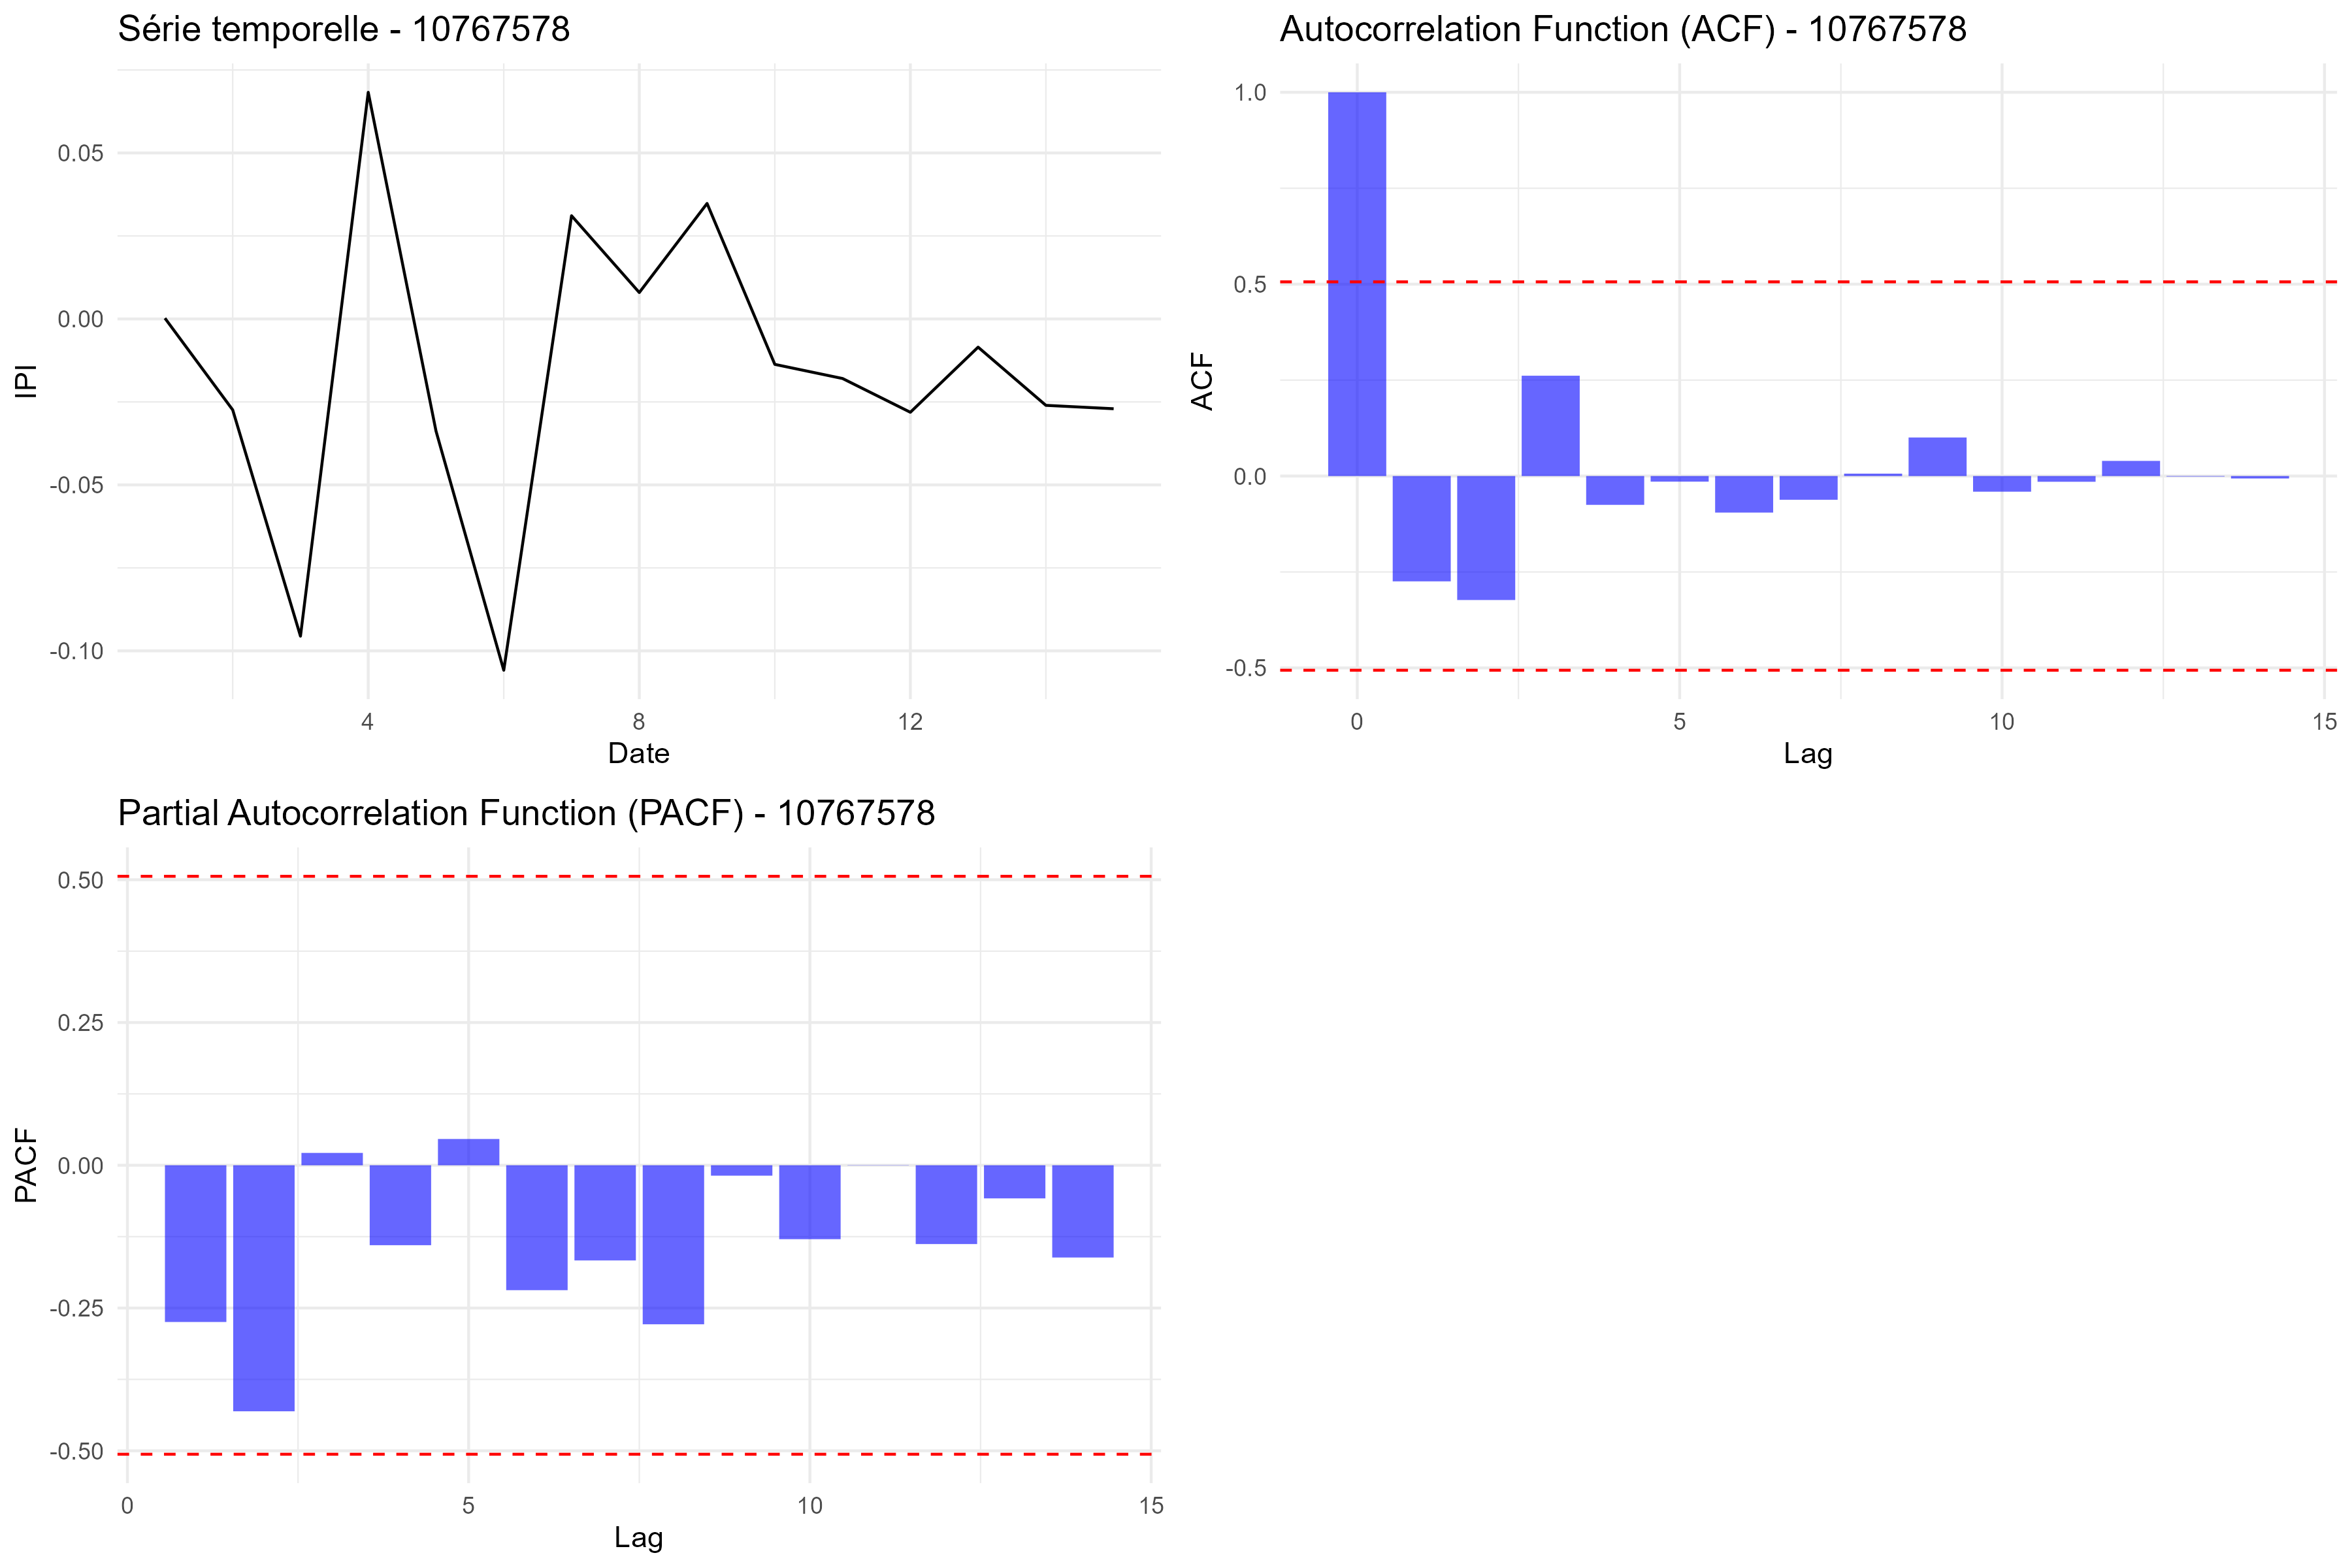 Série temporelle - 10767578
0.05
0.00
-0.05
-0.10
IPI
4
8
12
Date
Autocorrelation Function (ACF) - 10767578
1.0
0.5
0.0
-0.5
ACF
0
5
10
15
Lag
Partial Autocorrelation Function (PACF) - 10767578
0.50
0.25
0.00
-0.25
-0.50
PACF
0
5
10
15
Lag